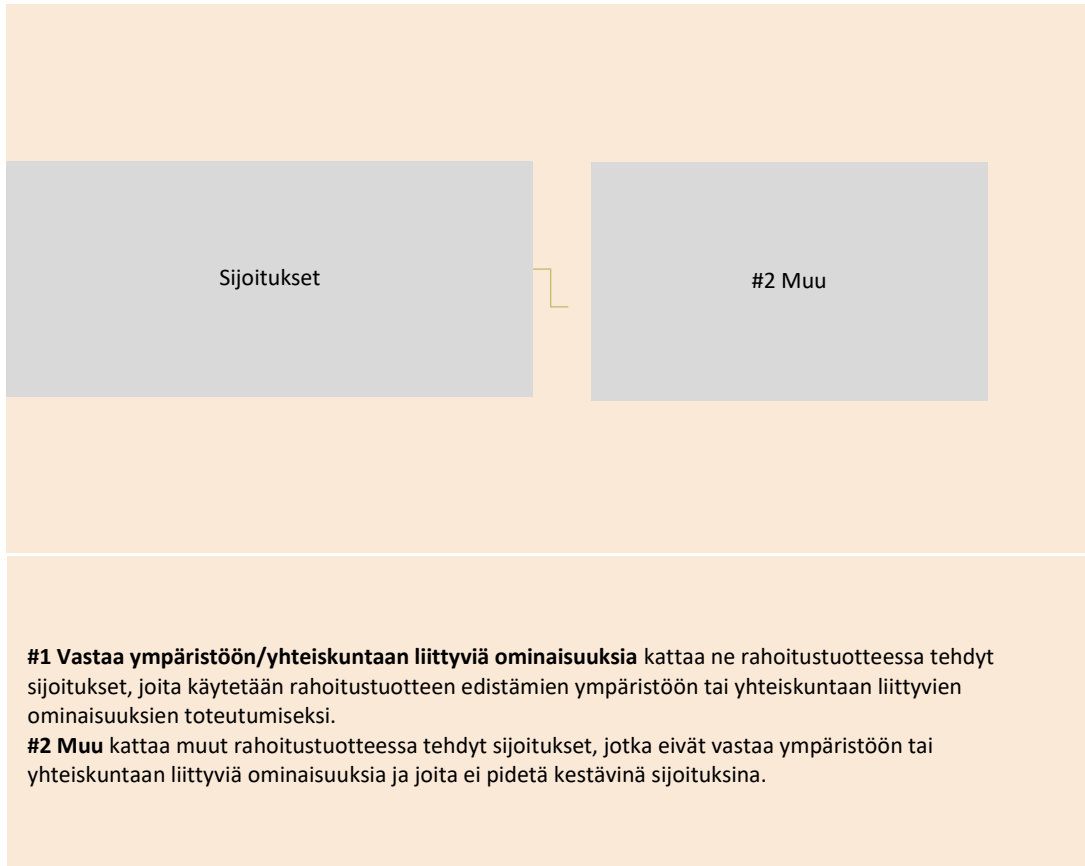 Sijoitukset
#2 Muu
#1 Vastaa ympäristöön/yhteiskuntaan liittyviä ominaisuuksia kattaa ne rahoitustuotteessa tehdyt
sijoitukset, joita käytetään rahoitustuotteen edistämien ympäristöön tai yhteiskuntaan liittyvien
ominaisuuksien toteutumiseksi.
#2 Muu kattaa muut rahoitustuotteessa tehdyt sijoitukset, jotka eivät vastaa ympäristöön tai
yhteiskuntaan liittyviä ominaisuuksia ja joita ei pidetä kestävinä sijoituksina.